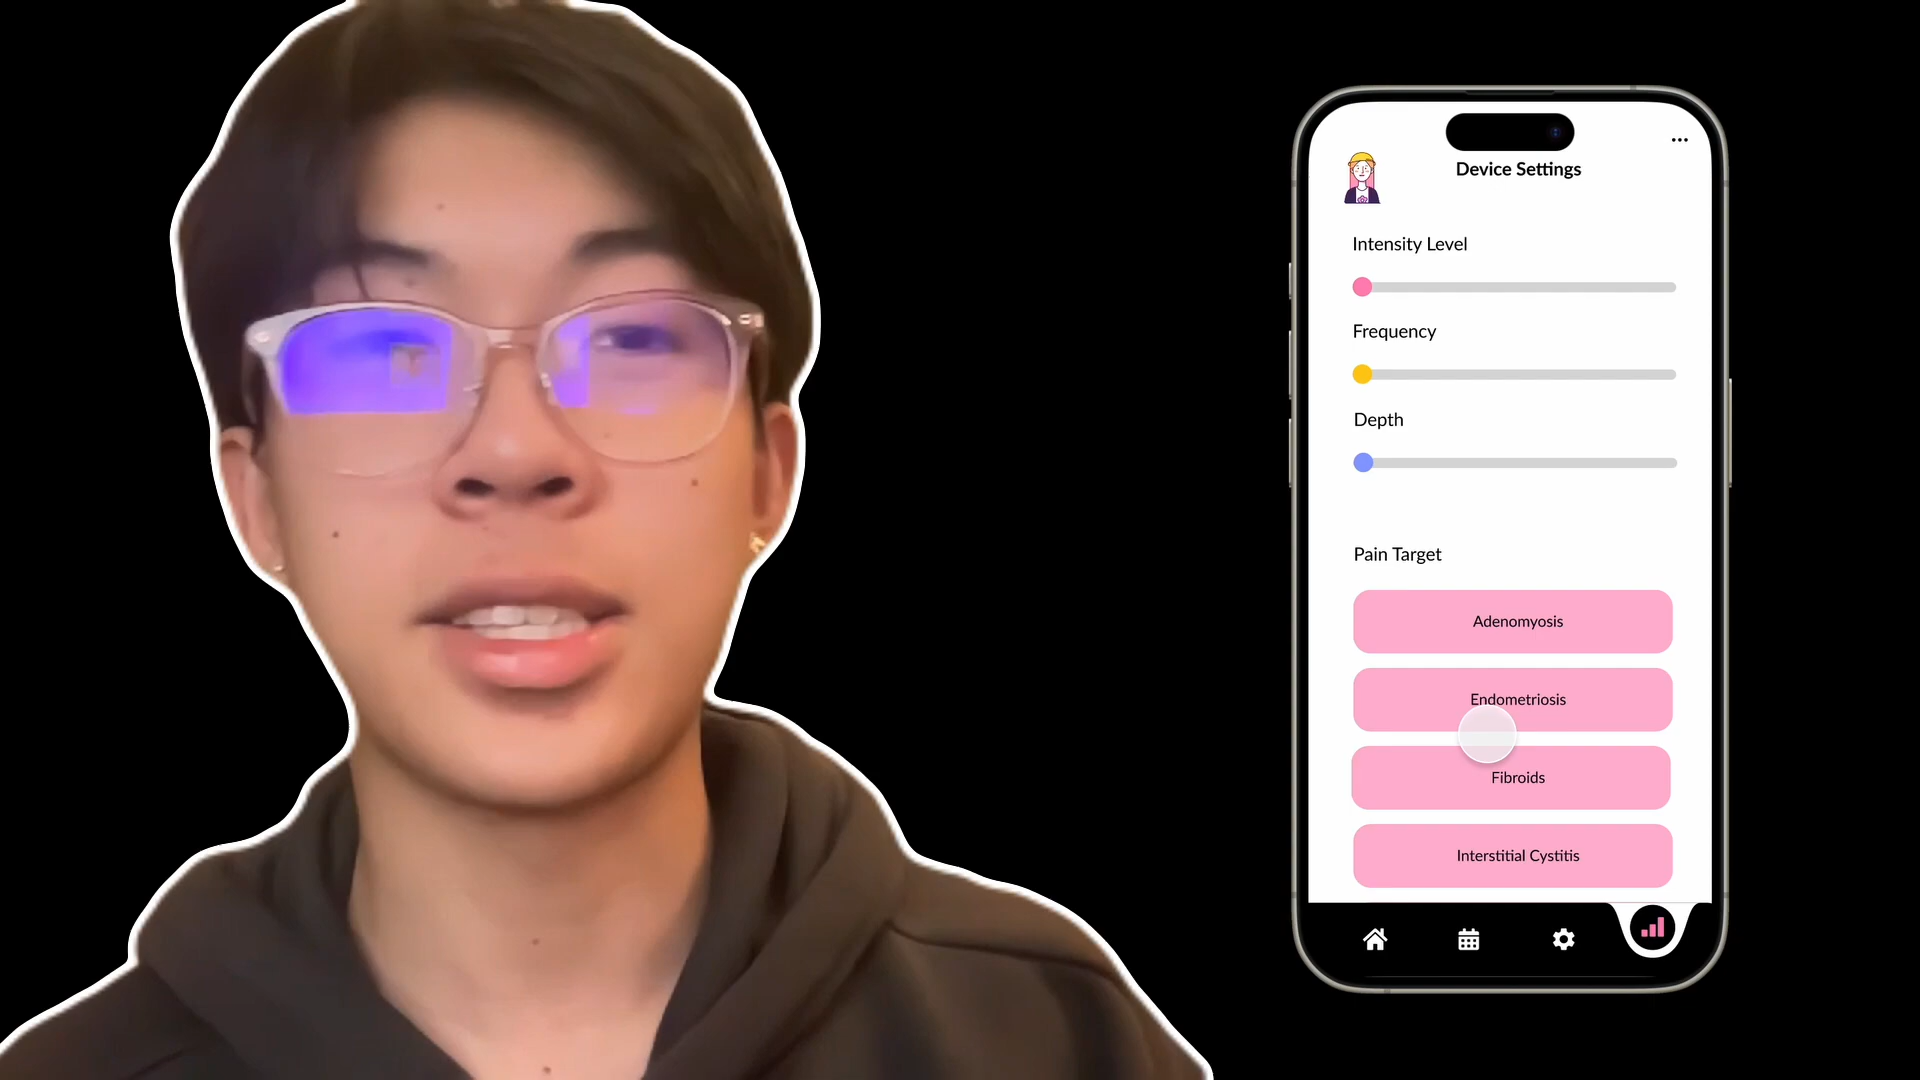 Device Settings
Intensity Level
Frequency
Depth
Pain Target
Adenomyosis
Endometriosis
Fibroids
Interstitial Cystitis